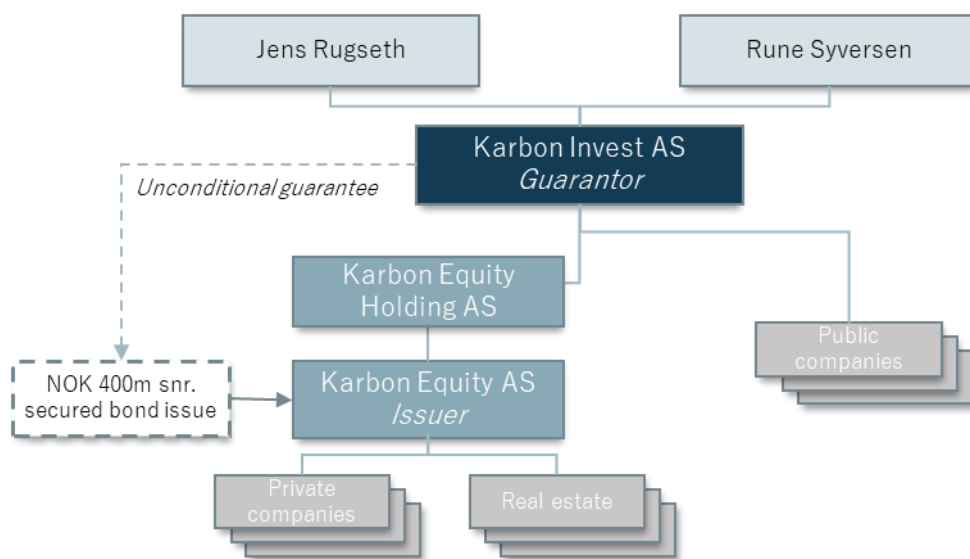 Jens Rugseth
Rune Syversen
Karbon Invest AS
Guarantor
Unconditional guarantee
Karbon Equity
Holding AS
Public
companies
NOK 400m snr.
secured bond issue
Karbon Equity AS
Issuer
Private
companies
Real estate